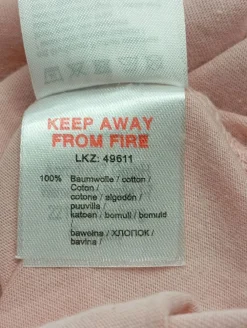 KEEP AWAY
FROM FIRE
LKZ: 49611
100% Baumwolle / cotton /
Coton /
cotone / algodón /
puuvilla /
katoen / bomull / bomuld
bawełna / ХЛОПОК /
bavlna /